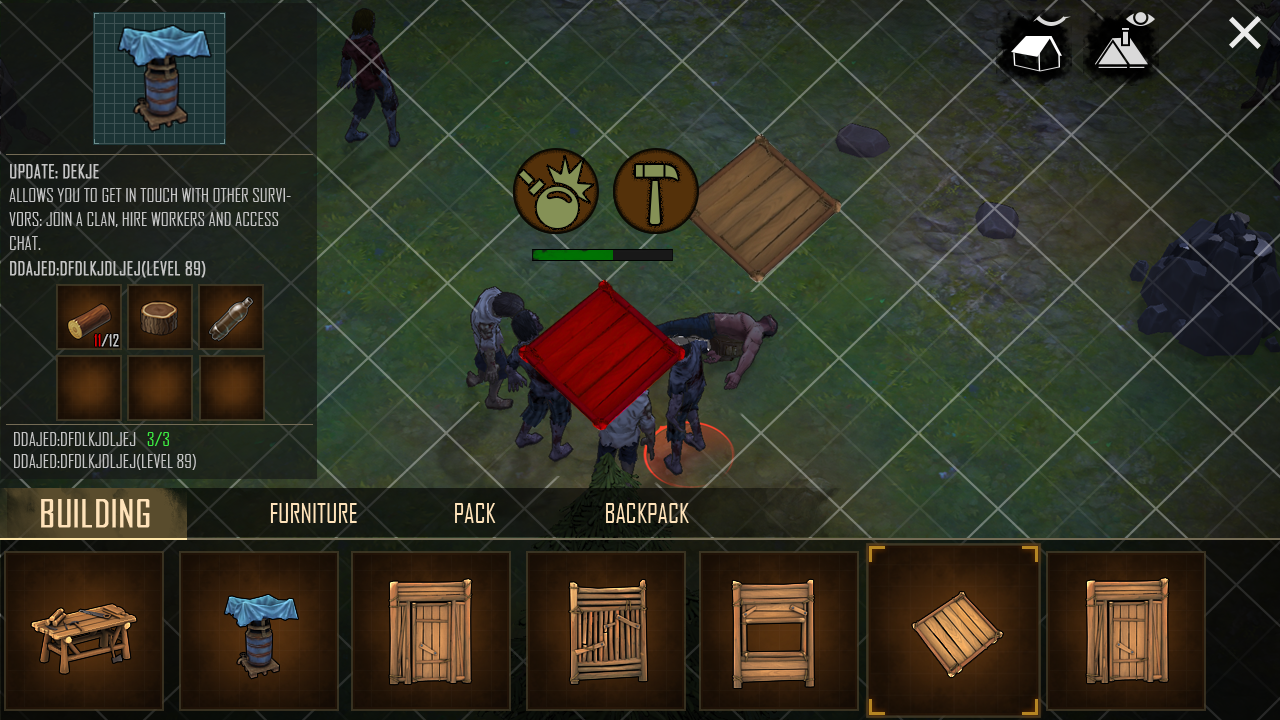 UPDATE: DEKJE
ALLOWS YOU TO GET IN TOUCH WITH OTHER SURVI-
VORS: JOIN A CLAN, HIRE WORKERS AND ACCESS
CHAT.
DDAJED:DFDLKJDLJEJ(LEVEL 89)
11/12
DDAJED:DFDLKJDLJEJ 3/3
DDAJED:DFDLKJDLJEJ(LEVEL 89)
BUILDING FURNITURE PACK BACKPACK